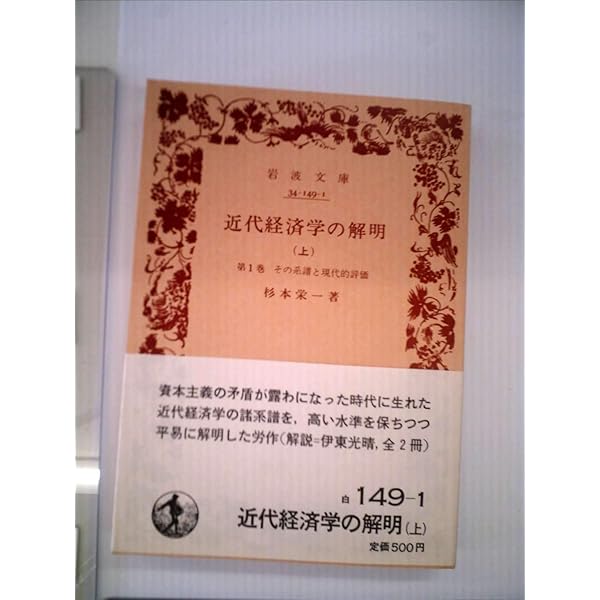 岩波文庫
34-149-1
近代経済学の解明
(上)
第1巻 その系譜と現代的評価
杉本栄一著
資本主義の矛盾が露わになった時代に生れた
近代経済学の諸系譜を, 高い水準を保ちつつ
平易に解明した労作(解説=伊東光晴, 全2冊)
白 149-1
近代経済学の解明(上)
定価500円